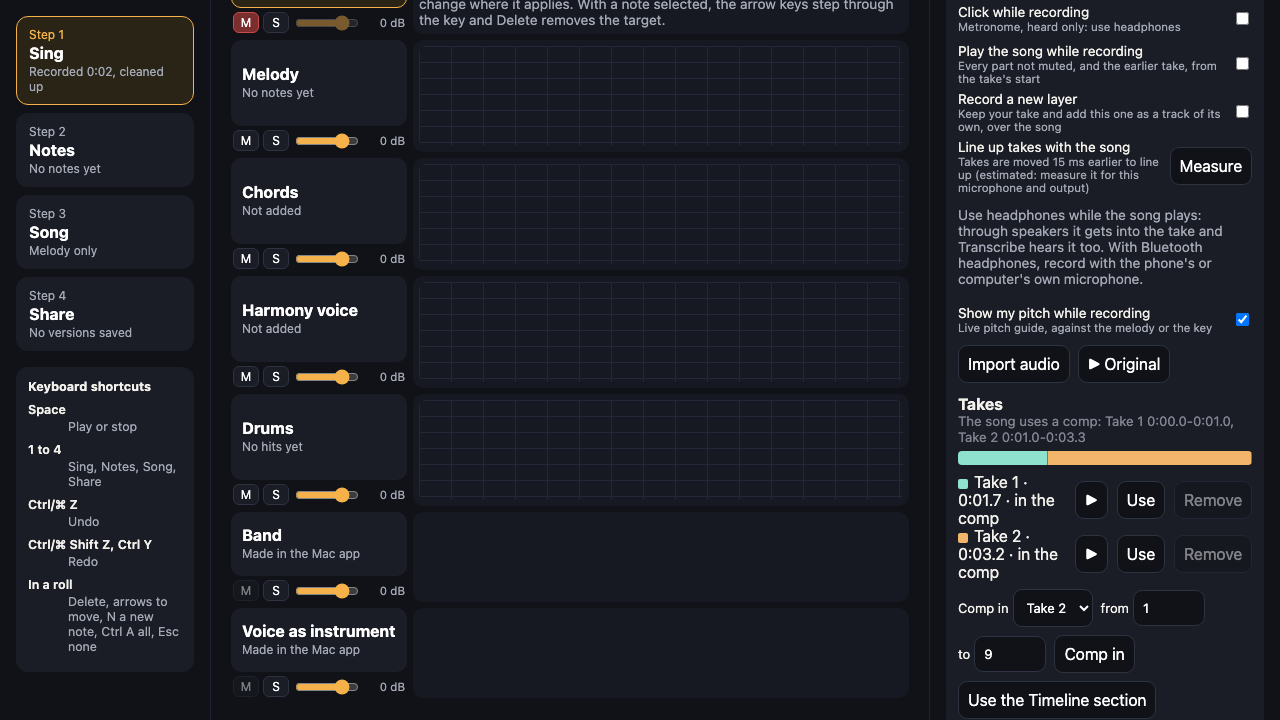 Step 1
Sing
Recorded 0:02, cleaned
up
Step 2
Notes
No notes yet
Step 3
Song
Melody only
Step 4
Share
No versions saved
Keyboard shortcuts
Space
Play or stop
1 to 4
Sing, Notes, Song,
Share
Ctrl/⌘ Z
Undo
Ctrl/⌘ Shift Z, Ctrl Y
Redo
In a roll
Delete, arrows to
move, N a new
note, Ctrl A all, Esc
none
change where it applies. With a note selected, the arrow keys step through
the key and Delete removes the target.
M S 0 dB
Melody
No notes yet
M S 0 dB
Chords
Not added
M S 0 dB
Harmony voice
Not added
M S 0 dB
Drums
No hits yet
M S 0 dB
Band
Made in the Mac app
M S 0 dB
Voice as instrument
Made in the Mac app
M S 0 dB
Click while recording
Metronome, heard only: use headphones
Play the song while recording
Every part not muted, and the earlier take, from
the take's start
Record a new layer
Keep your take and add this one as a track of its
own, over the song
Line up takes with the song
Takes are moved 15 ms earlier to line
up (estimated: measure it for this
microphone and output)
Measure
Use headphones while the song plays:
through speakers it gets into the take and
Transcribe hears it too. With Bluetooth
headphones, record with the phone's or
computer's own microphone.
Show my pitch while recording
Live pitch guide, against the melody or the key
Import audio ▶ Original
Takes
The song uses a comp: Take 1 0:00.0-0:01.0,
Take 2 0:01.0-0:03.3
Take 1 ·
0:01.7 · in the
comp
▶ Use Remove
Take 2 ·
0:03.2 · in the
comp
▶ Use Remove
Comp in Take 2 from 1
to 9 Comp in
Use the Timeline section